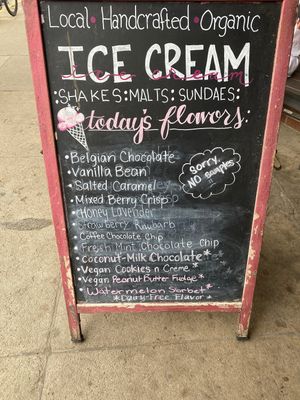 Local • Handcrafted • Organic
ICE CREAM
ice cream
SHAKES:MALTS:SUNDAES:
today's flavors:
• Belgian Chocolate
• Vanilla Bean
• Salted Caramel
Sorry,
NO samples
• Mixed Berry Crisp
• Honey Lavender
• Strawberry Rhubarb
• Coffee Chocolate Chip
• Fresh Mint Chocolate Chip
• Coconut-Milk Chocolate*
• Vegan Cookies n Creme*
• Vegan Peanut Butter Fudge*
• Watermelon Sorbet*
*Dairy-Free Flavor*